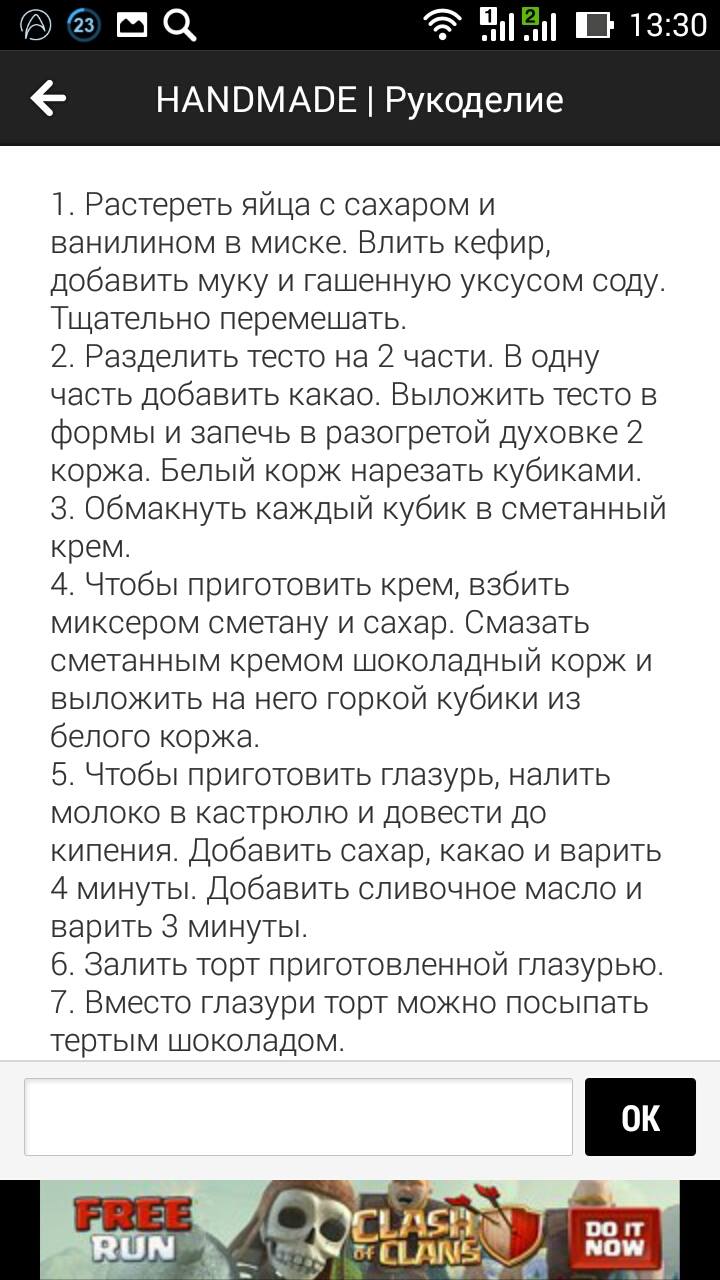 23
1
2
13:30
HANDMADE | Рукоделие
1. Растереть яйца с сахаром и
ванилином в миске. Влить кефир,
добавить муку и гашенную уксусом соду.
Тщательно перемешать.
2. Разделить тесто на 2 части. В одну
часть добавить какао. Выложить тесто в
формы и запечь в разогретой духовке 2
коржа. Белый корж нарезать кубиками.
3. Обмакнуть каждый кубик в сметанный
крем.
4. Чтобы приготовить крем, взбить
миксером сметану и сахар. Смазать
сметанным кремом шоколадный корж и
выложить на него горкой кубики из
белого коржа.
5. Чтобы приготовить глазурь, налить
молоко в кастрюлю и довести до
кипения. Добавить сахар, какао и варить
4 минуты. Добавить сливочное масло и
варить 3 минуты.
6. Залить торт приготовленной глазурью.
7. Вместо глазури торт можно посыпать
тертым шоколадом.
OK
FREE
RUN
CLASH
OF CLANS
DO IT
NOW